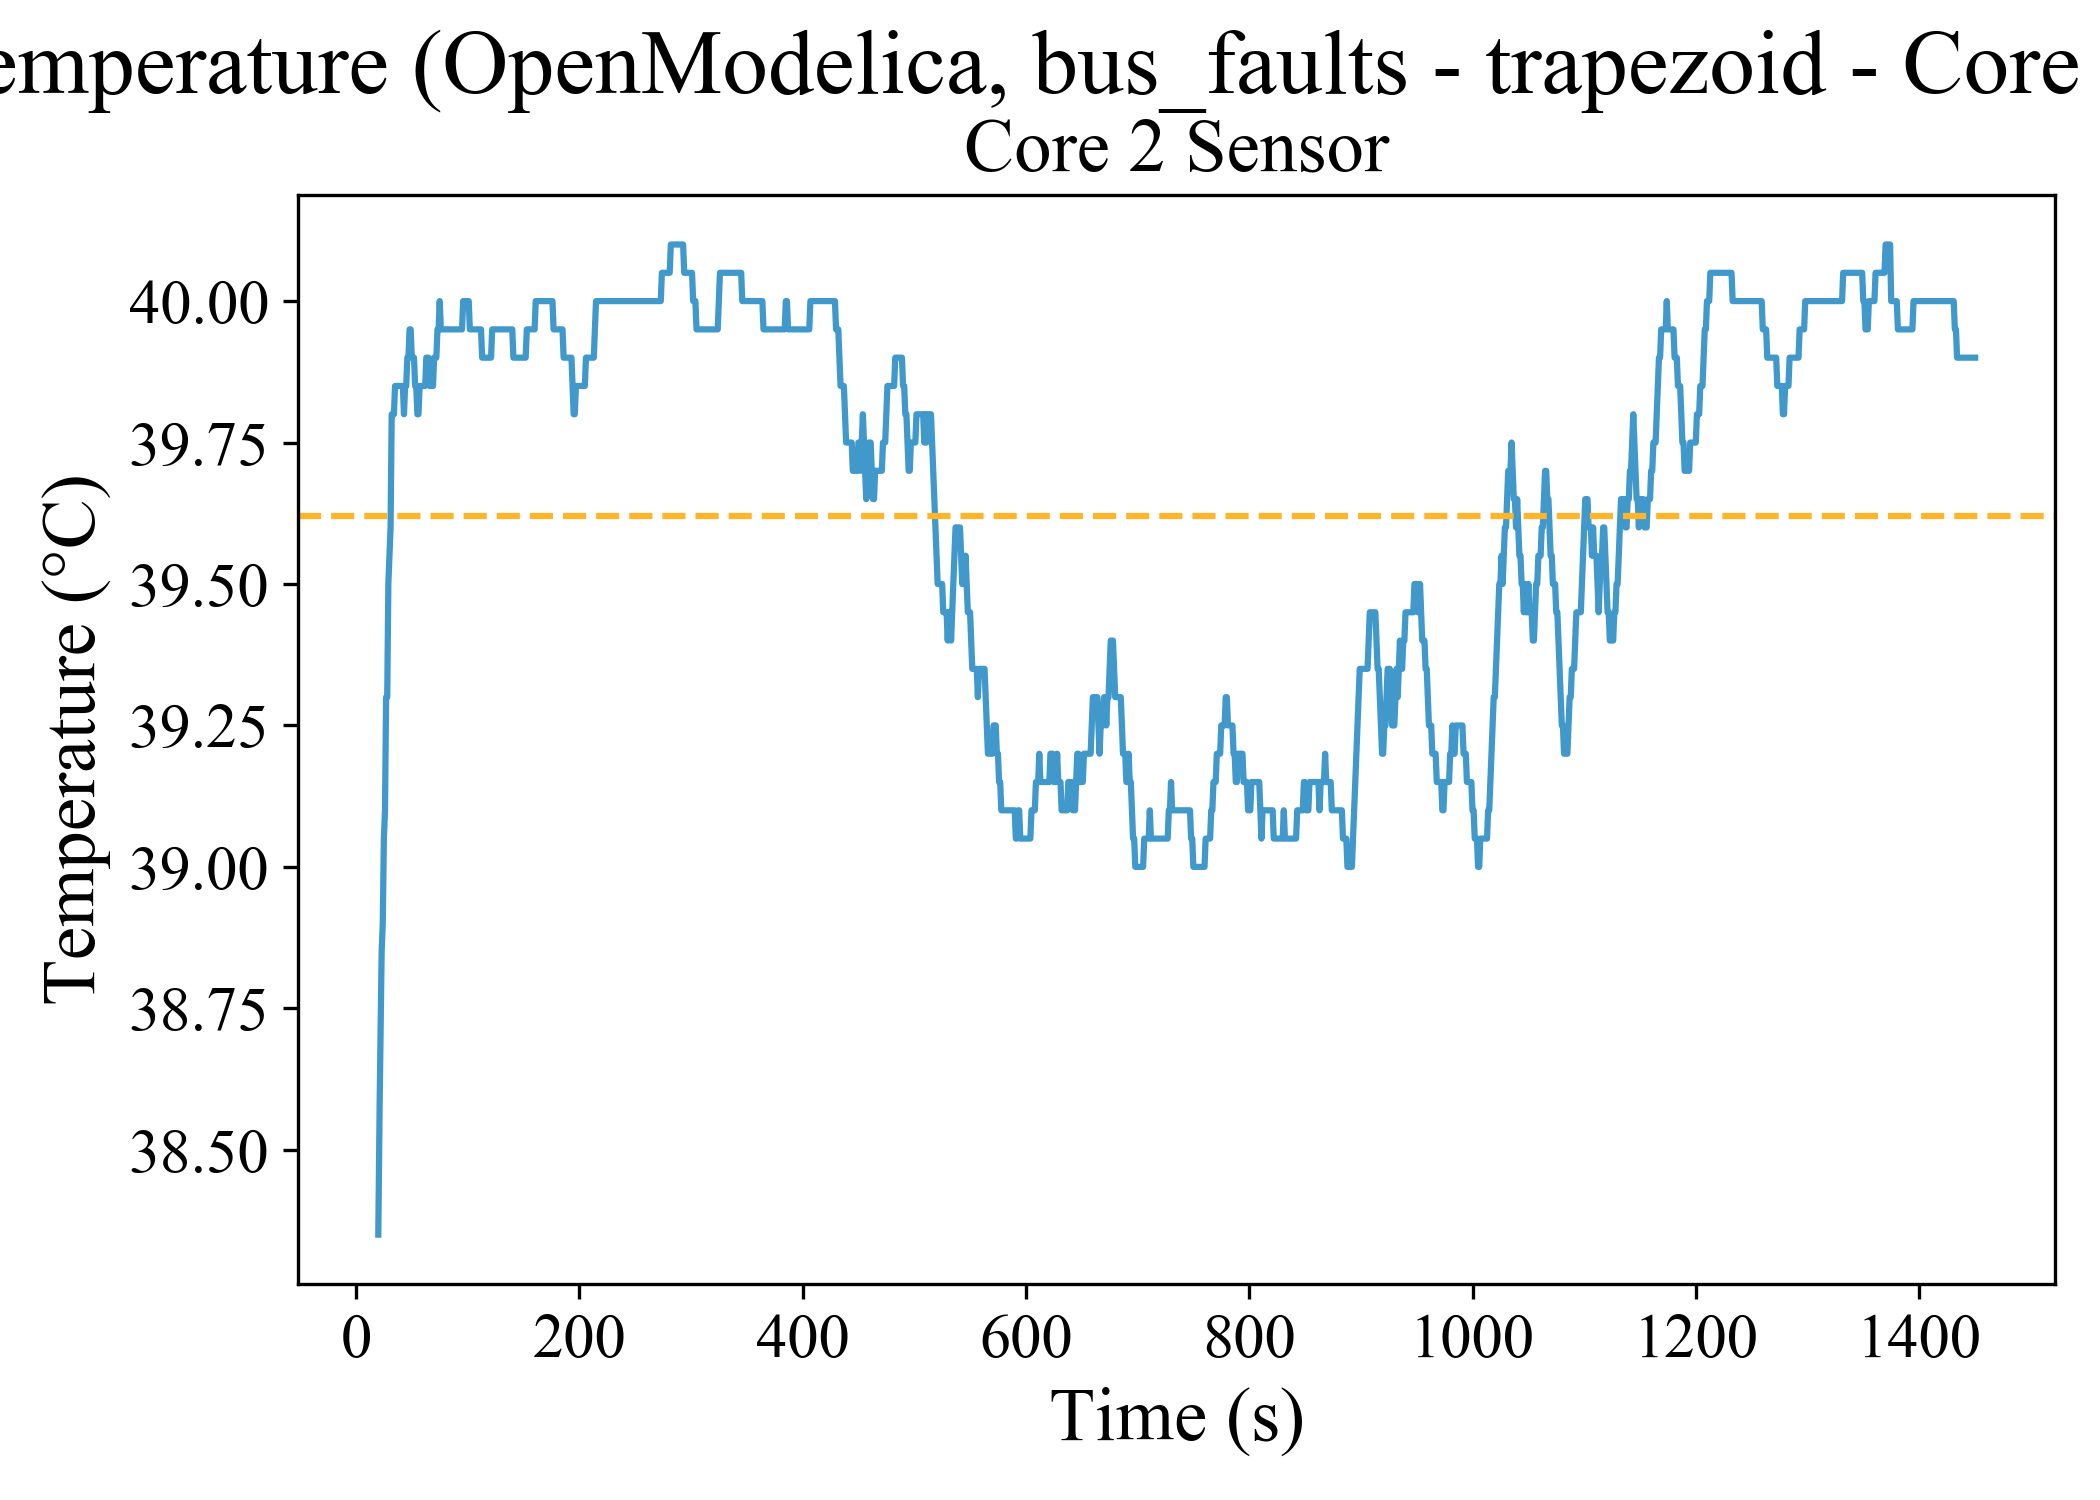 emperature (OpenModelica, bus_faults - trapezoid - Core
Core 2 Sensor
Temperature (°C)
40.00
39.75
39.50
39.25
39.00
38.75
38.50
0 200 400 600 800 1000 1200 1400
Time (s)